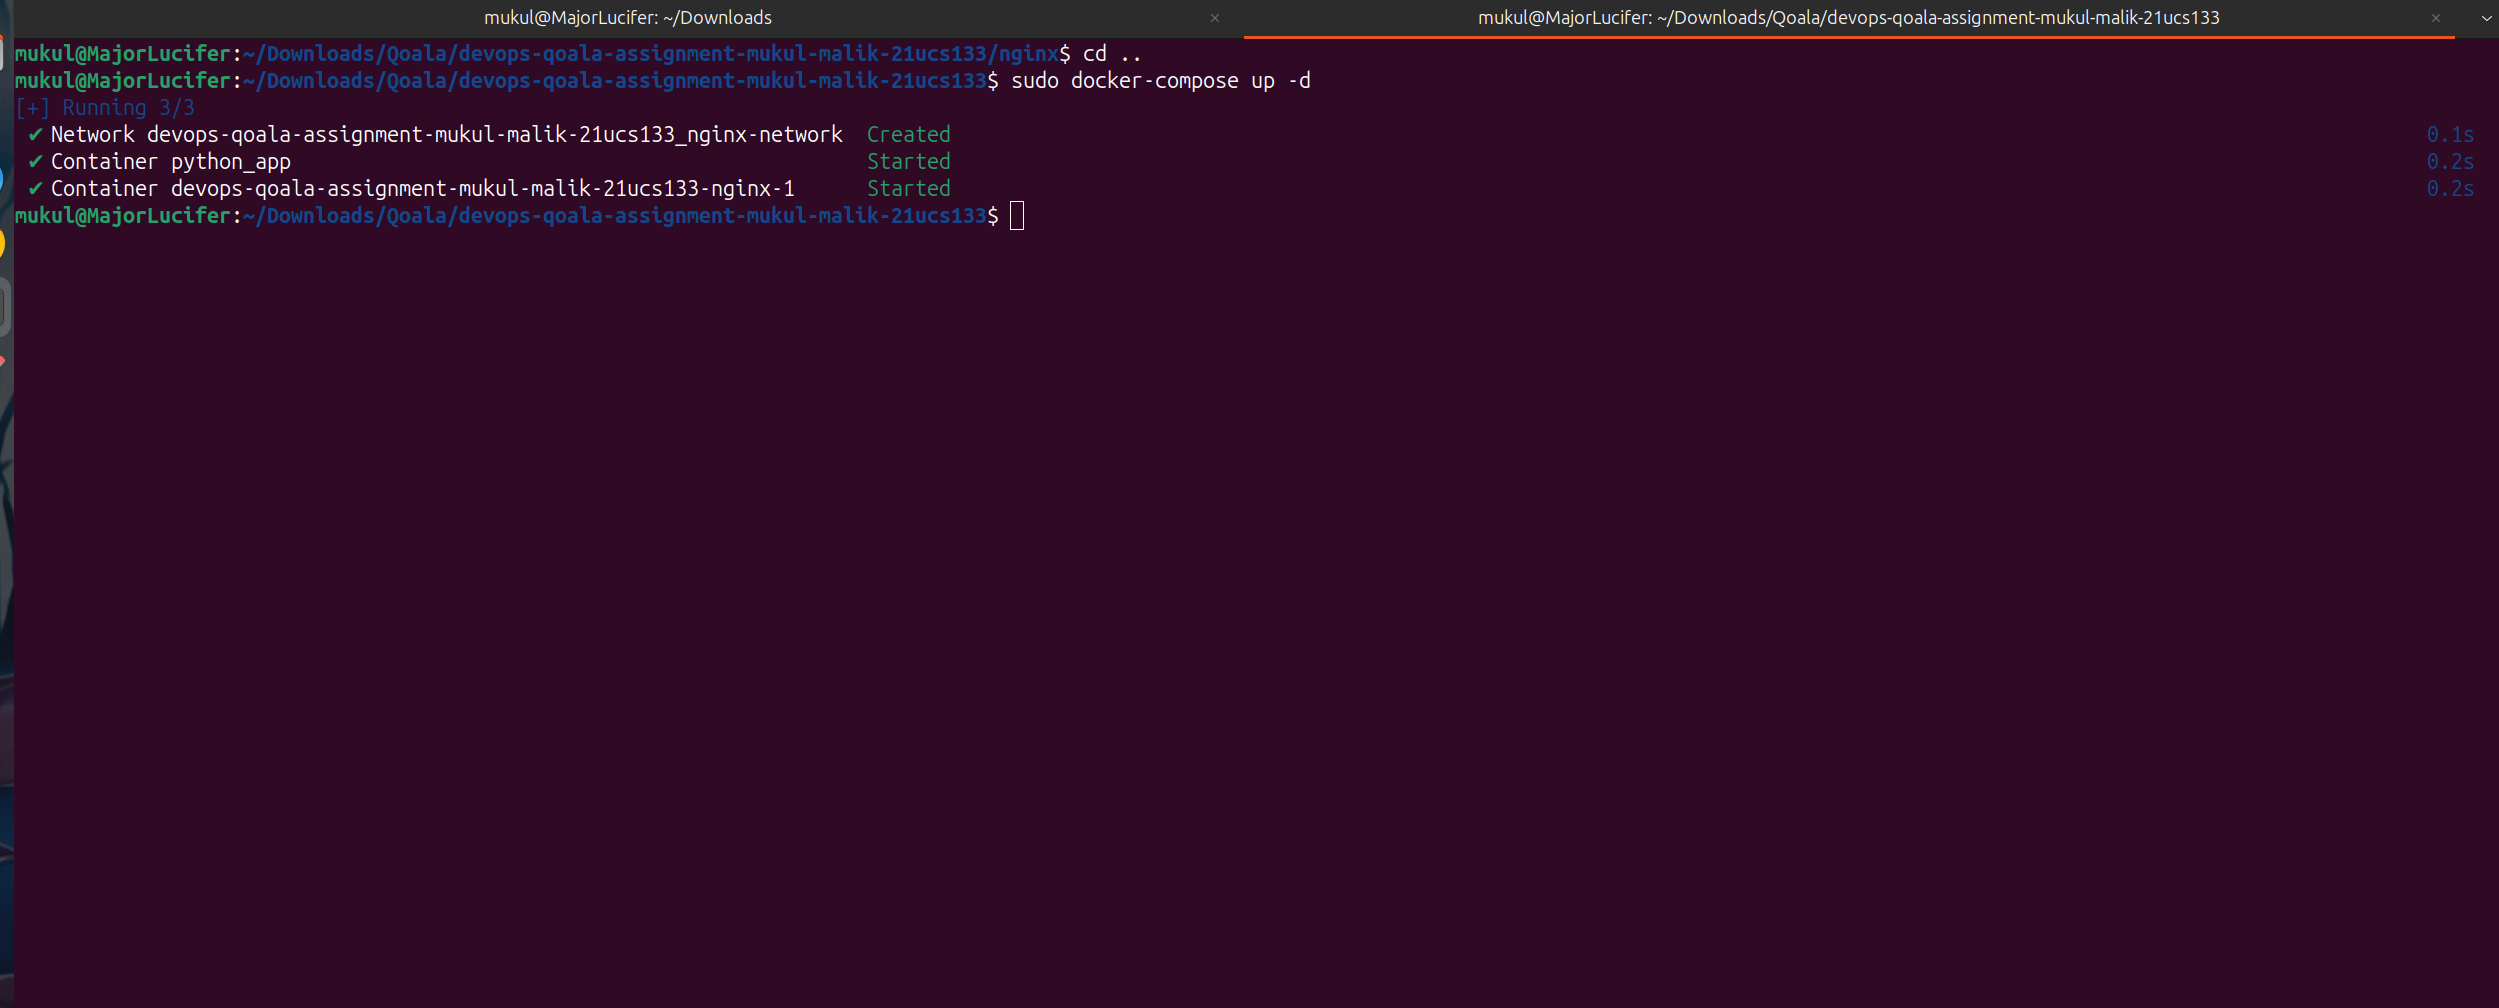 mukul@MajorLucifer: ~/Downloads
mukul@MajorLucifer: ~/Downloads/Qoala/devops-qoala-assignment-mukul-malik-21ucs133
mukul@MajorLucifer:~/Downloads/Qoala/devops-qoala-assignment-mukul-malik-21ucs133/nginx$ cd ..
mukul@MajorLucifer:~/Downloads/Qoala/devops-qoala-assignment-mukul-malik-21ucs133$ sudo docker-compose up -d
[+] Running 3/3
✔ Network devops-qoala-assignment-mukul-malik-21ucs133_nginx-network Created 0.1s
✔ Container python_app Started 0.2s
✔ Container devops-qoala-assignment-mukul-malik-21ucs133-nginx-1 Started 0.2s
mukul@MajorLucifer:~/Downloads/Qoala/devops-qoala-assignment-mukul-malik-21ucs133$